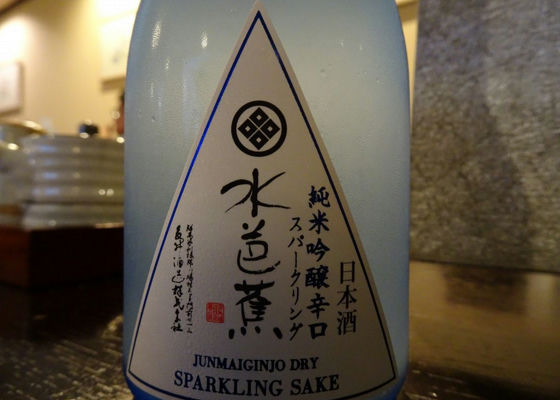 水芭蕉
純米吟醸辛口
スパークリング
日本酒
JUNMAIGINJO DRY
SPARKLING SAKE